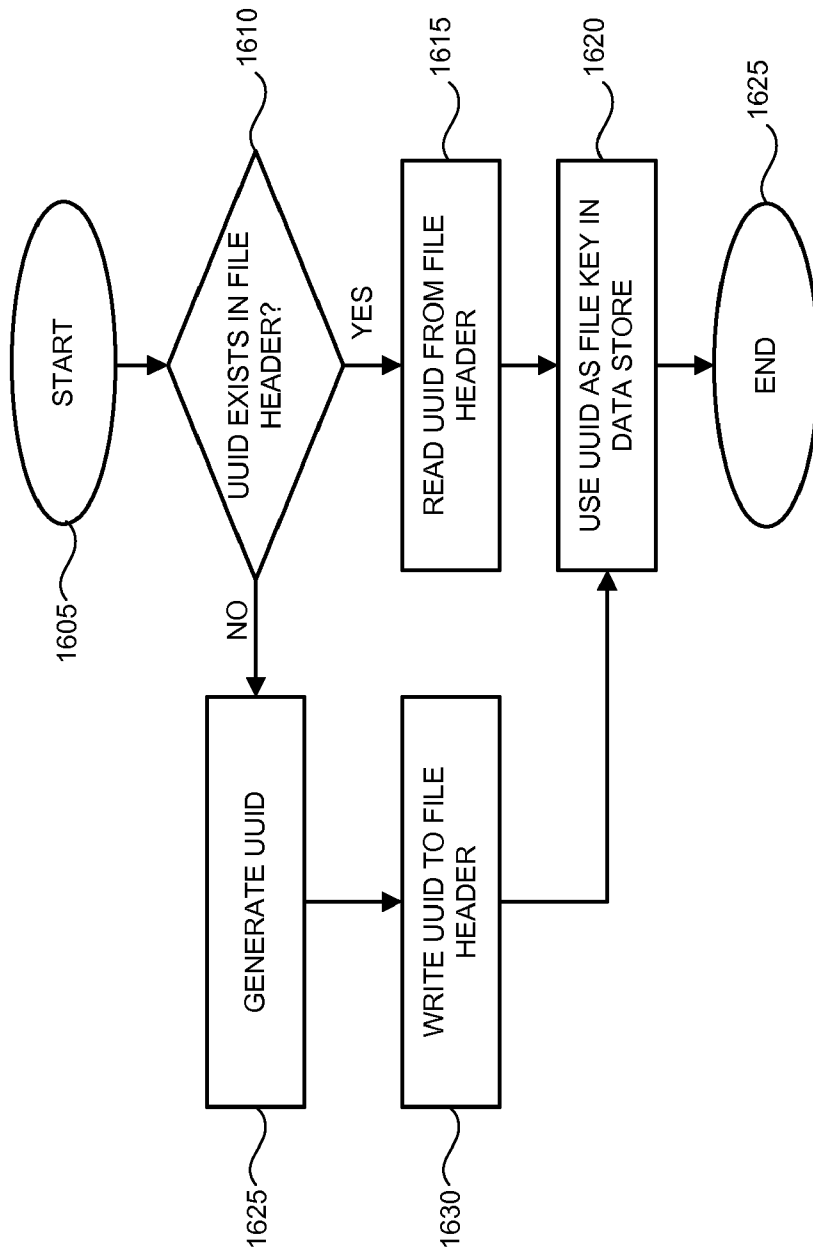 START
1605
UUID EXISTS IN FILE
HEADER?
1610
NO
YES
GENERATE UUID
1625
READ UUID FROM FILE
HEADER
1615
WRITE UUID TO FILE
HEADER
1630
USE UUID AS FILE KEY IN
DATA STORE
1620
END
1625